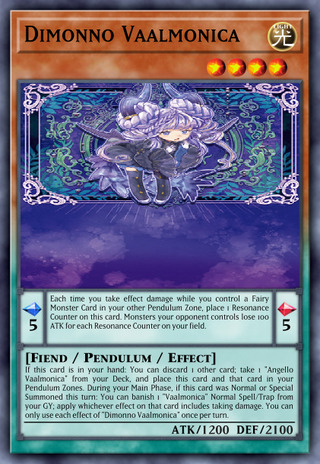 Dimonno Vaalmonica
LIGHT
光
Each time you take effect damage while you control a Fairy
Monster Card in your other Pendulum Zone, place 1 Resonance
Counter on this card. Monsters your opponent controls lose 100
ATK for each Resonance Counter on your field.
5
5
[Fiend / Pendulum / Effect]
If this card is in your hand: You can discard 1 other card; take 1 "Angello
Vaalmonica" from your Deck, and place this card and that card in your
Pendulum Zones. During your Main Phase, if this card was Normal or Special
Summoned this turn: You can banish 1 "Vaalmonica" Normal Spell/Trap from
your GY; apply whichever effect on that card includes taking damage. You can
only use each effect of "Dimonno Vaalmonica" once per turn.
ATK/1200 DEF/2100